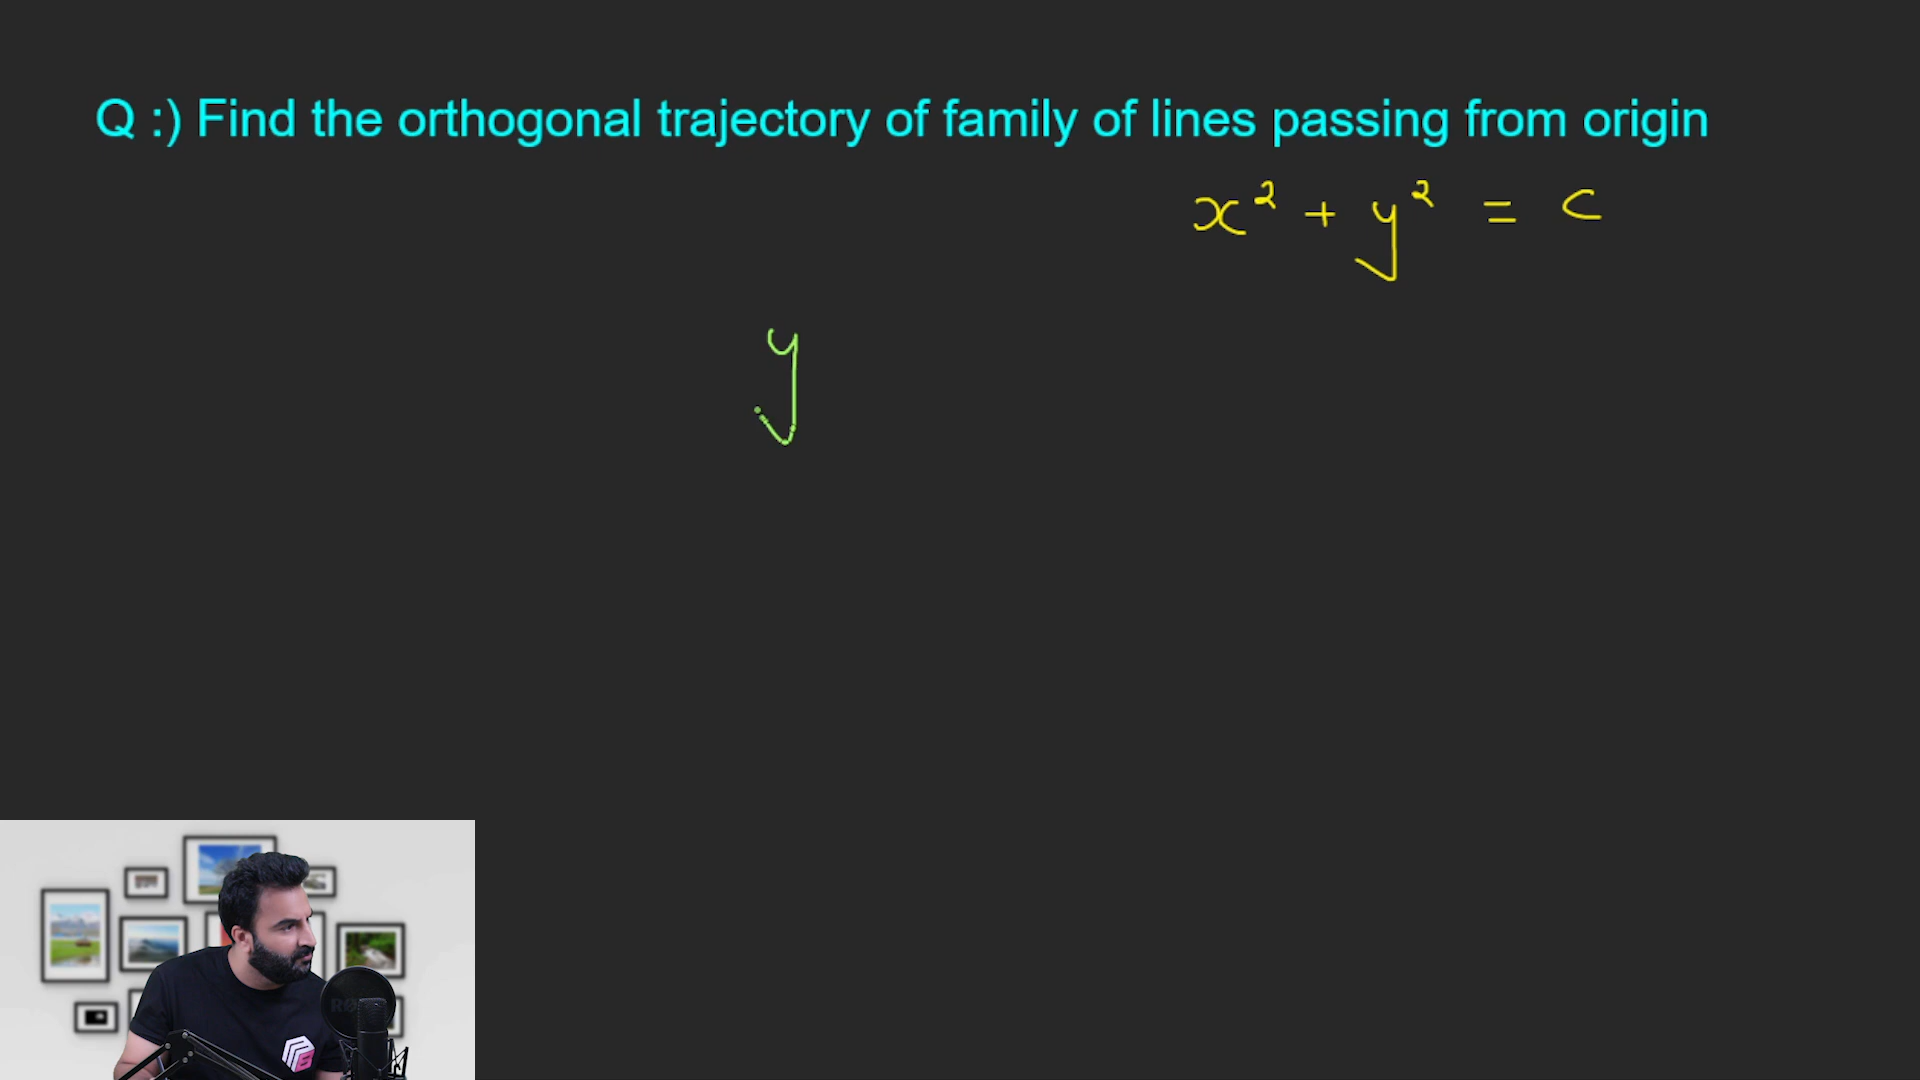 Q :) Find the orthogonal trajectory of family of lines passing from origin
x² + y² = c
y